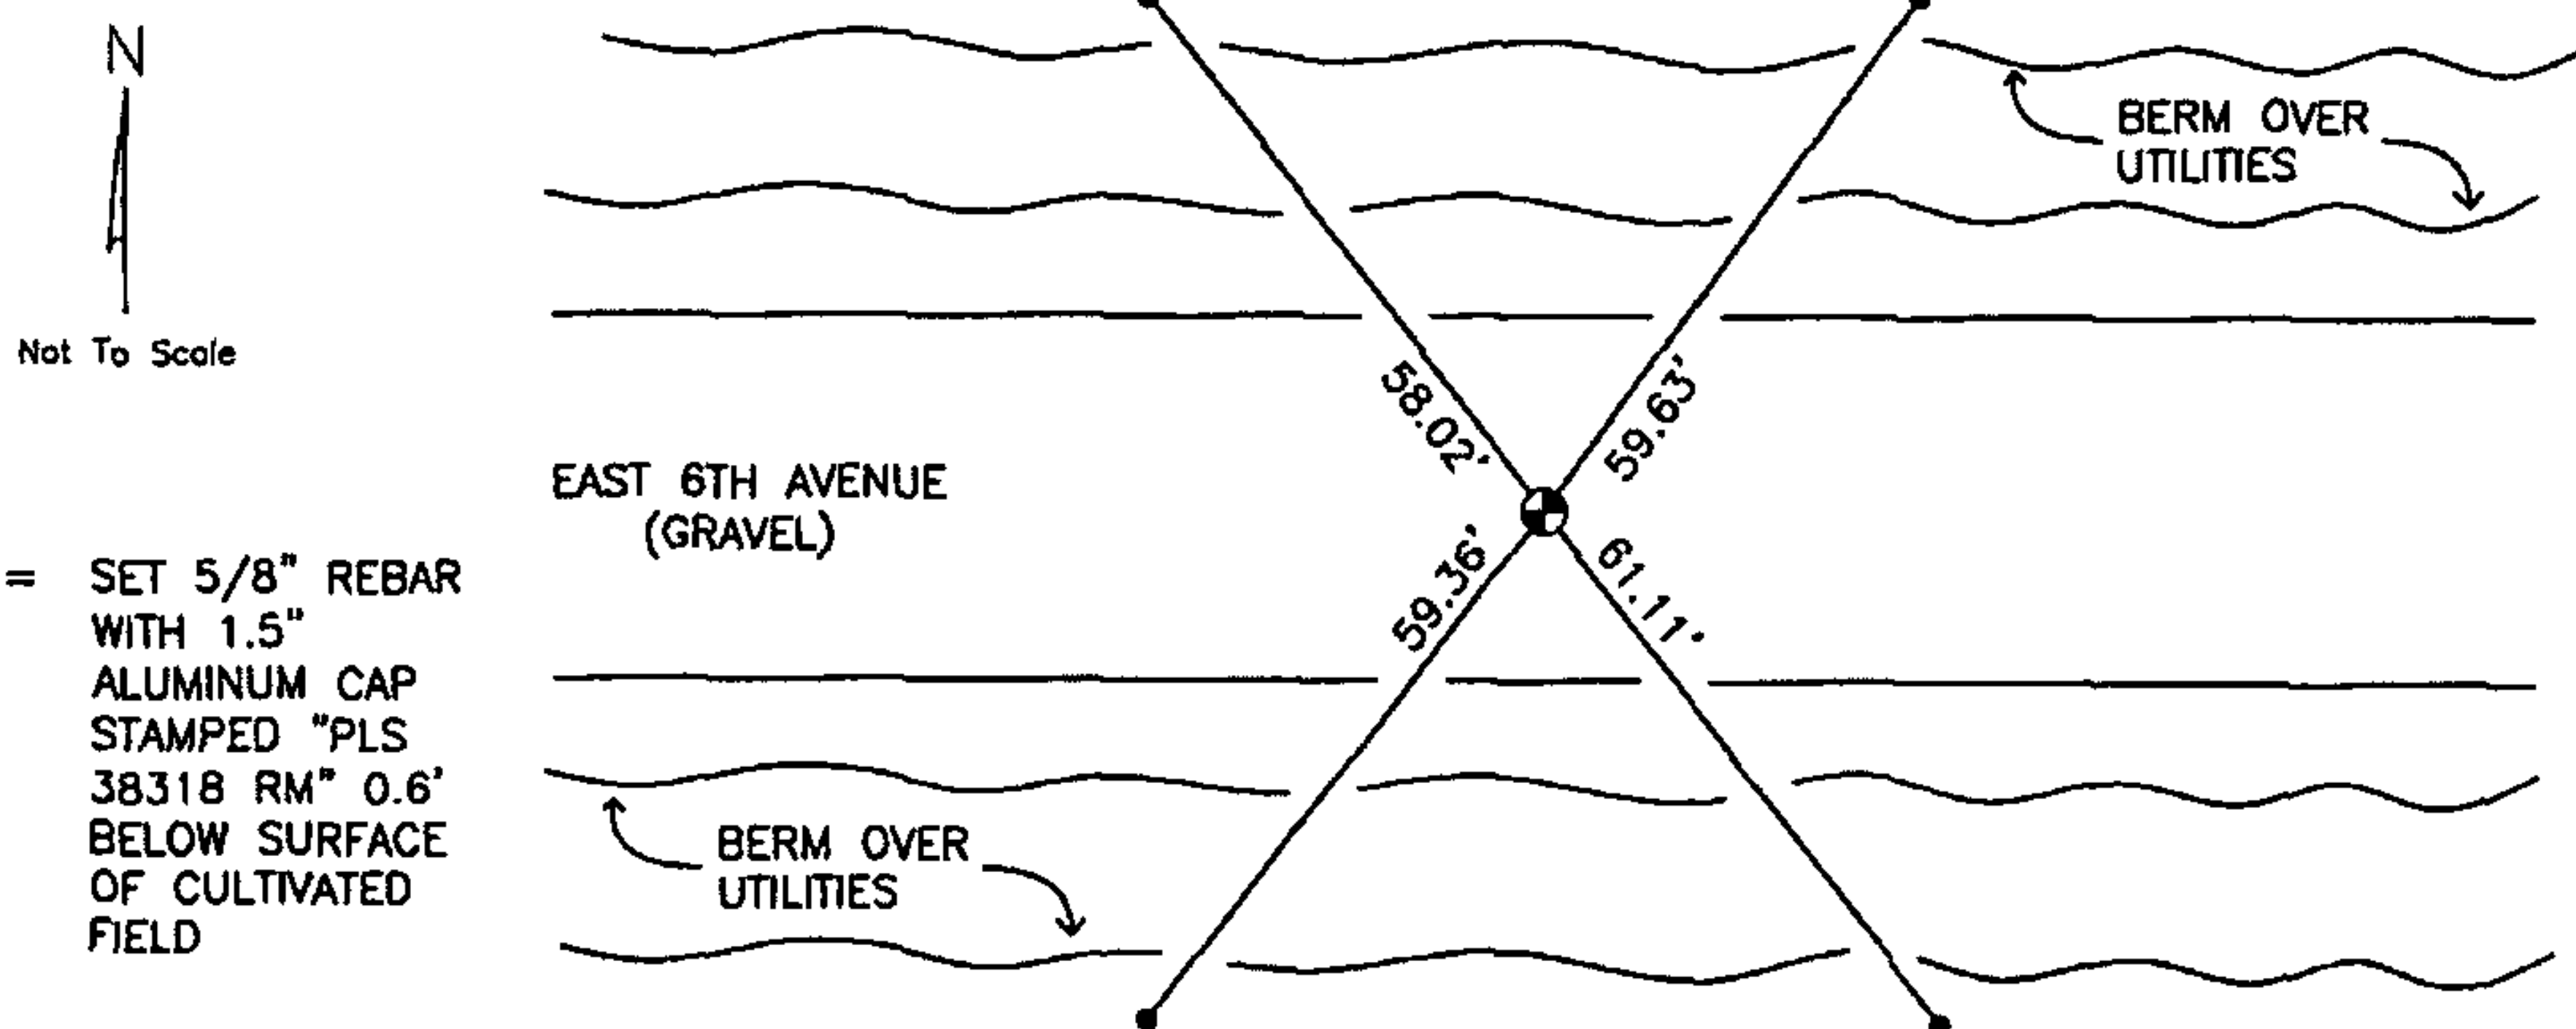 N
Not To Scale
BERM OVER
UTILITIES
58.02'
59.63'
EAST 6TH AVENUE
(GRAVEL)
59.36'
61.11'
= SET 5/8" REBAR
WITH 1.5"
ALUMINUM CAP
STAMPED "PLS
38318 RM" 0.6'
BELOW SURFACE
OF CULTIVATED
FIELD
BERM OVER
UTILITIES